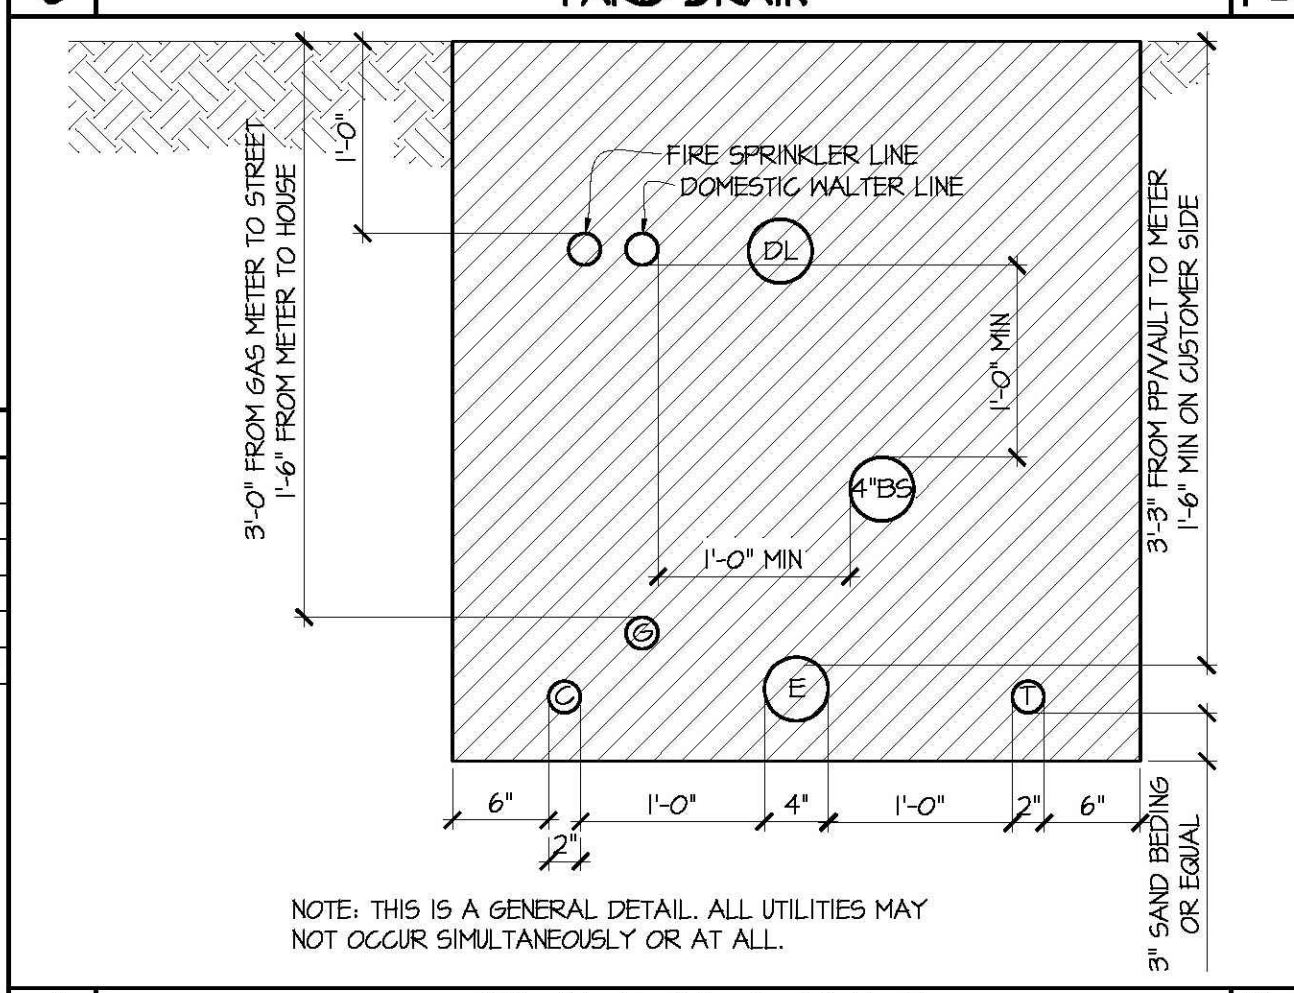 YARD DRAIN
1'-0"
3'-0" FROM GAS METER TO STREET
1'-6" FROM METER TO HOUSE
FIRE SPRINKLER LINE
DOMESTIC WALTER LINE
DL
1'-0" MIN
3'-3" FROM PP/VAULT TO METER
1'-6" MIN ON CUSTOMER SIDE
4"BS
1'-0" MIN
G
C
E
T
6"
1'-0"
4"
1'-0"
2"
6"
2"
3" SAND BEDING
OR EQUAL
NOTE: THIS IS A GENERAL DETAIL. ALL UTILITIES MAY
NOT OCCUR SIMULTANEOUSLY OR AT ALL.